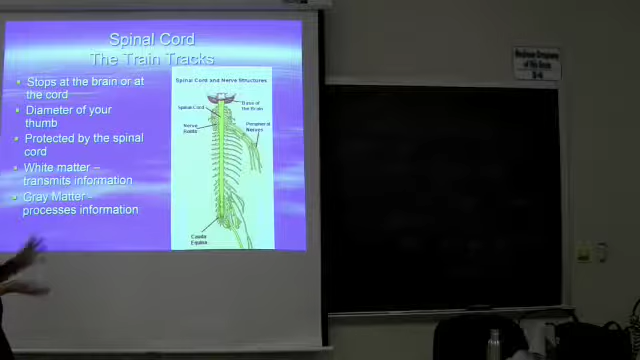 Spinal Cord
The Train Tracks
Stops at the brain or at
the cord
Diameter of your
thumb
Protected by the spinal
cord
White matter –
transmits information
Gray Matter –
processes information
Spinal Cord and Nerve Structures
Spinal Cord
Base of
the Brain
Nerve
Roots
Peripheral
Nerves
Cauda
Equina